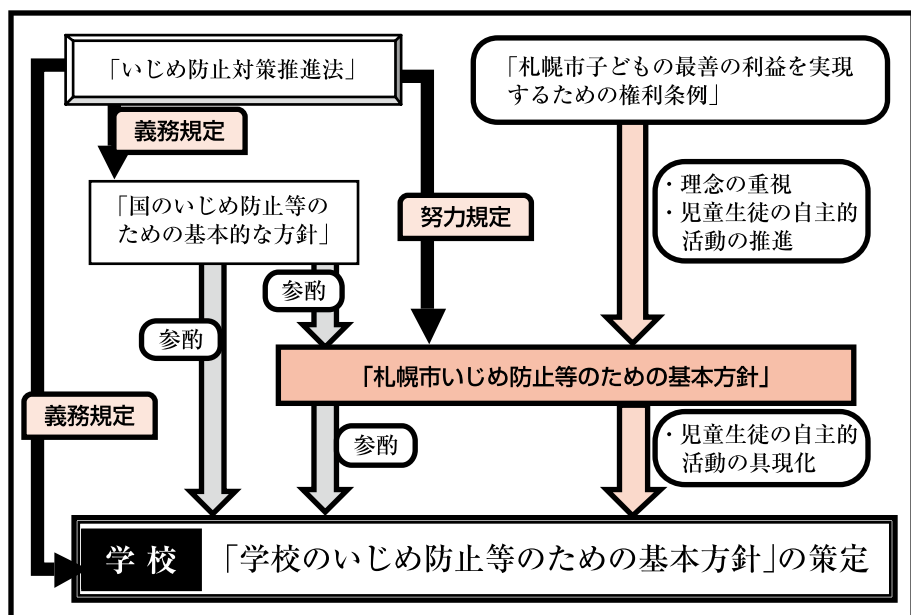 「いじめ防止対策推進法」
「札幌市子どもの最善の利益を実現
するための権利条例」
義務規定
「国のいじめ防止等の
ための基本的な方針」
努力規定
・理念の重視
・児童生徒の自主的
活動の推進
参酌
参酌
「札幌市いじめ防止等のための基本方針」
義務規定
参酌
・児童生徒の自主的
活動の具現化
学校 「学校のいじめ防止等のための基本方針」の策定